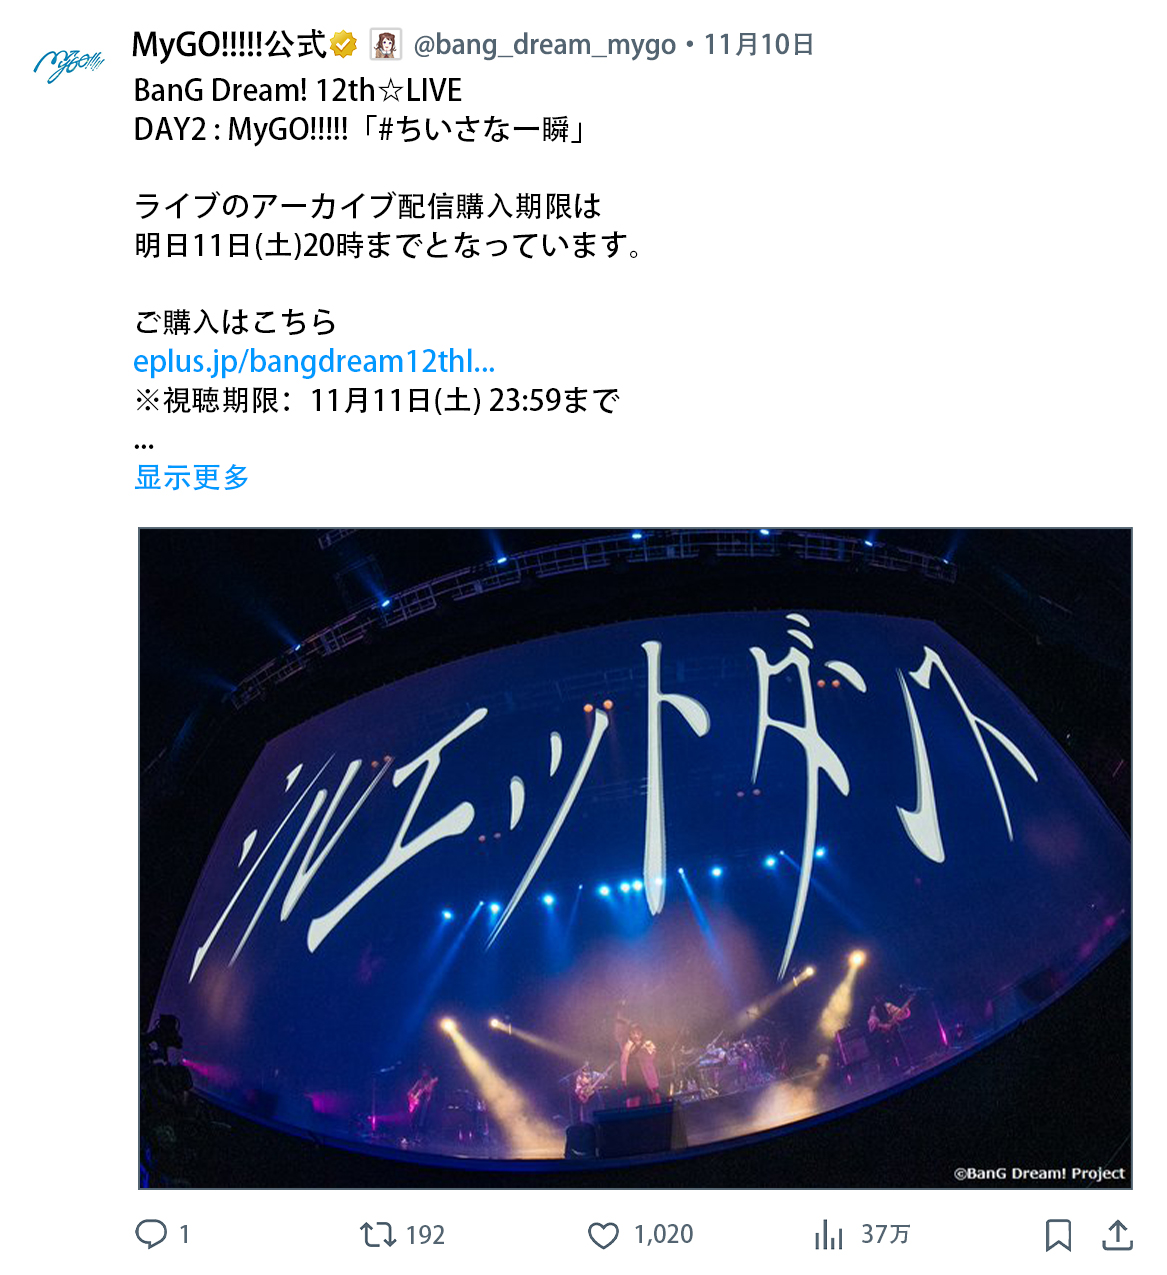 MyGO!!!!!
MyGO!!!!!公式 @bang_dream_mygo・11月10日
BanG Dream! 12th☆LIVE
DAY2 : MyGO!!!!!「#ちいさな一瞬」
ライブのアーカイブ配信購入期限は
明日11日(土)20時までとなっています。
ご購入はこちら
eplus.jp/bangdream12thl...
※視聴期限：11月11日(土) 23:59まで
...
显示更多
シルエットダンス
©BanG Dream! Project
1 192 1,020 37万